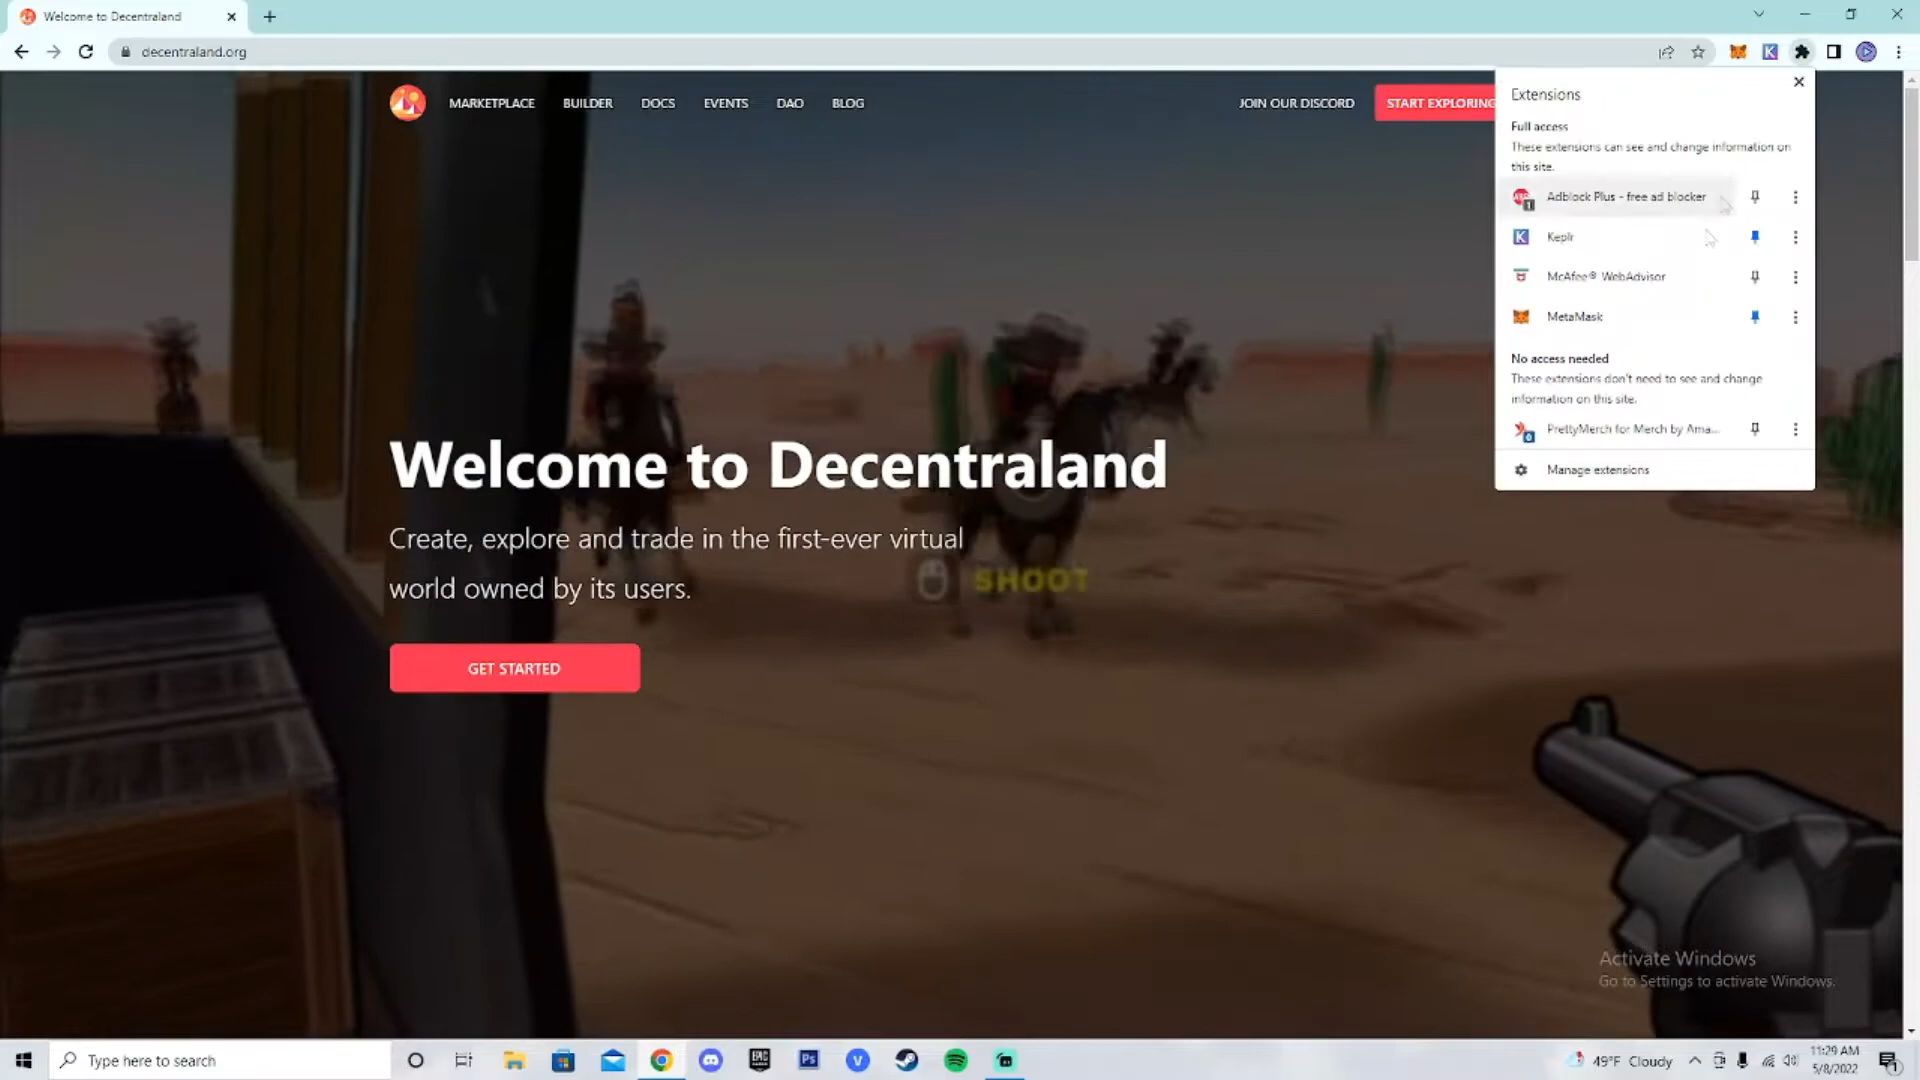 Welcome to Decentraland
decentraland.org
MARKETPLACE BUILDER DOCS EVENTS DAO BLOG JOIN OUR DISCORD START EXPLORING
Extensions
Full access
These extensions can see and change information on
this site.
Adblock Plus - free ad blocker
Keplr
McAfee® WebAdvisor
MetaMask
No access needed
These extensions don't need to see and change
information on this site.
PrettyMerch for Merch by Ama...
Manage extensions
Welcome to Decentraland
Create, explore and trade in the first-ever virtual
world owned by its users.
SHOOT
GET STARTED
Activate Windows
Go to Settings to activate Windows.
Type here to search
EPIC
Ps
49°F Cloudy
11:29 AM
5/8/2022